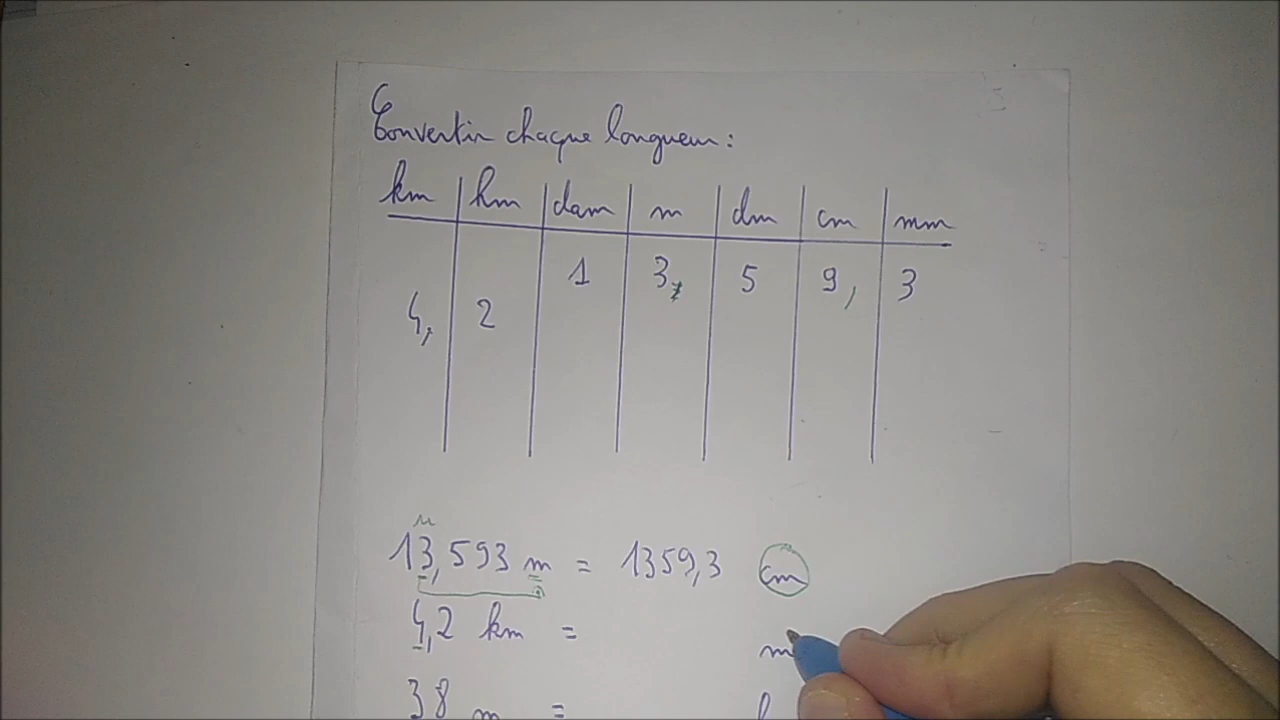 Convertir chaque longueur :
km hm dam m dm cm mm
1 3, 5 9, 3
4, 2
u
13,593 m = 1359,3 cm
4,2 km = m
38 m =